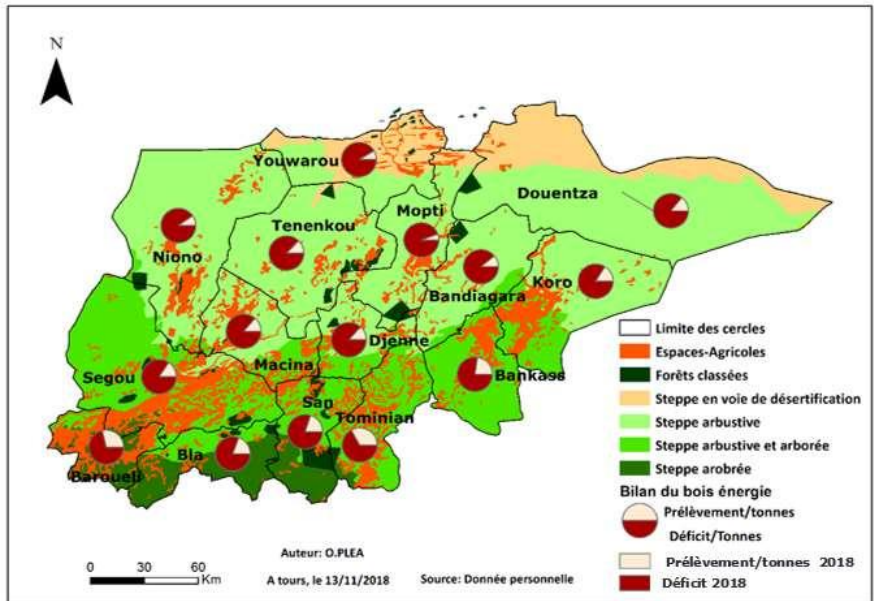 N
Youwarou
Douentza
Mopti
Tenenkou
Niono
Koro
Bandiagara
Djenne
Macina
Segou
Bankass
San
Tominian
Bla
Baroueli
Limite des cercles
Espaces-Agricoles
Forêts classées
Steppe en voie de désertification
Steppe arbustive
Steppe arbustive et arborée
Steppe arobrée
Bilan du bois énergie
Prélèvement/tonnes
Déficit/Tonnes
Prélèvement/tonnes 2018
Déficit 2018
0 30 60
Km
Auteur: O.PLEA
A tours, le 13/11/2018
Source: Donnée personnelle